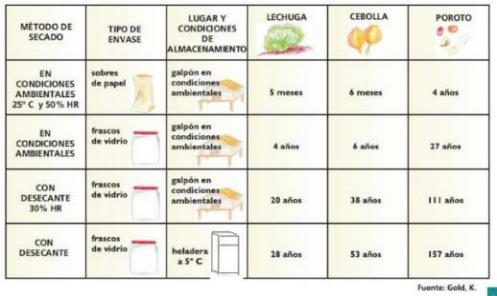 MÉTODO DE SECADO
TIPO DE ENVASE
LUGAR Y CONDICIONES DE ALMACENAMIENTO
LECHUGA
CEBOLLA
POROTO
EN CONDICIONES AMBIENTALES 25° C y 50% HR
sobres de papel
galpón en condiciones ambientales
5 meses
6 meses
4 años
EN CONDICIONES AMBIENTALES
frascos de vidrio
galpón en condiciones ambientales
4 años
6 años
27 años
CON DESECANTE 30% HR
frascos de vidrio
galpón en condiciones ambientales
20 años
38 años
111 años
CON DESECANTE
frascos de vidrio
heladera a 5° C
28 años
53 años
157 años
Fuente: Gold, K.